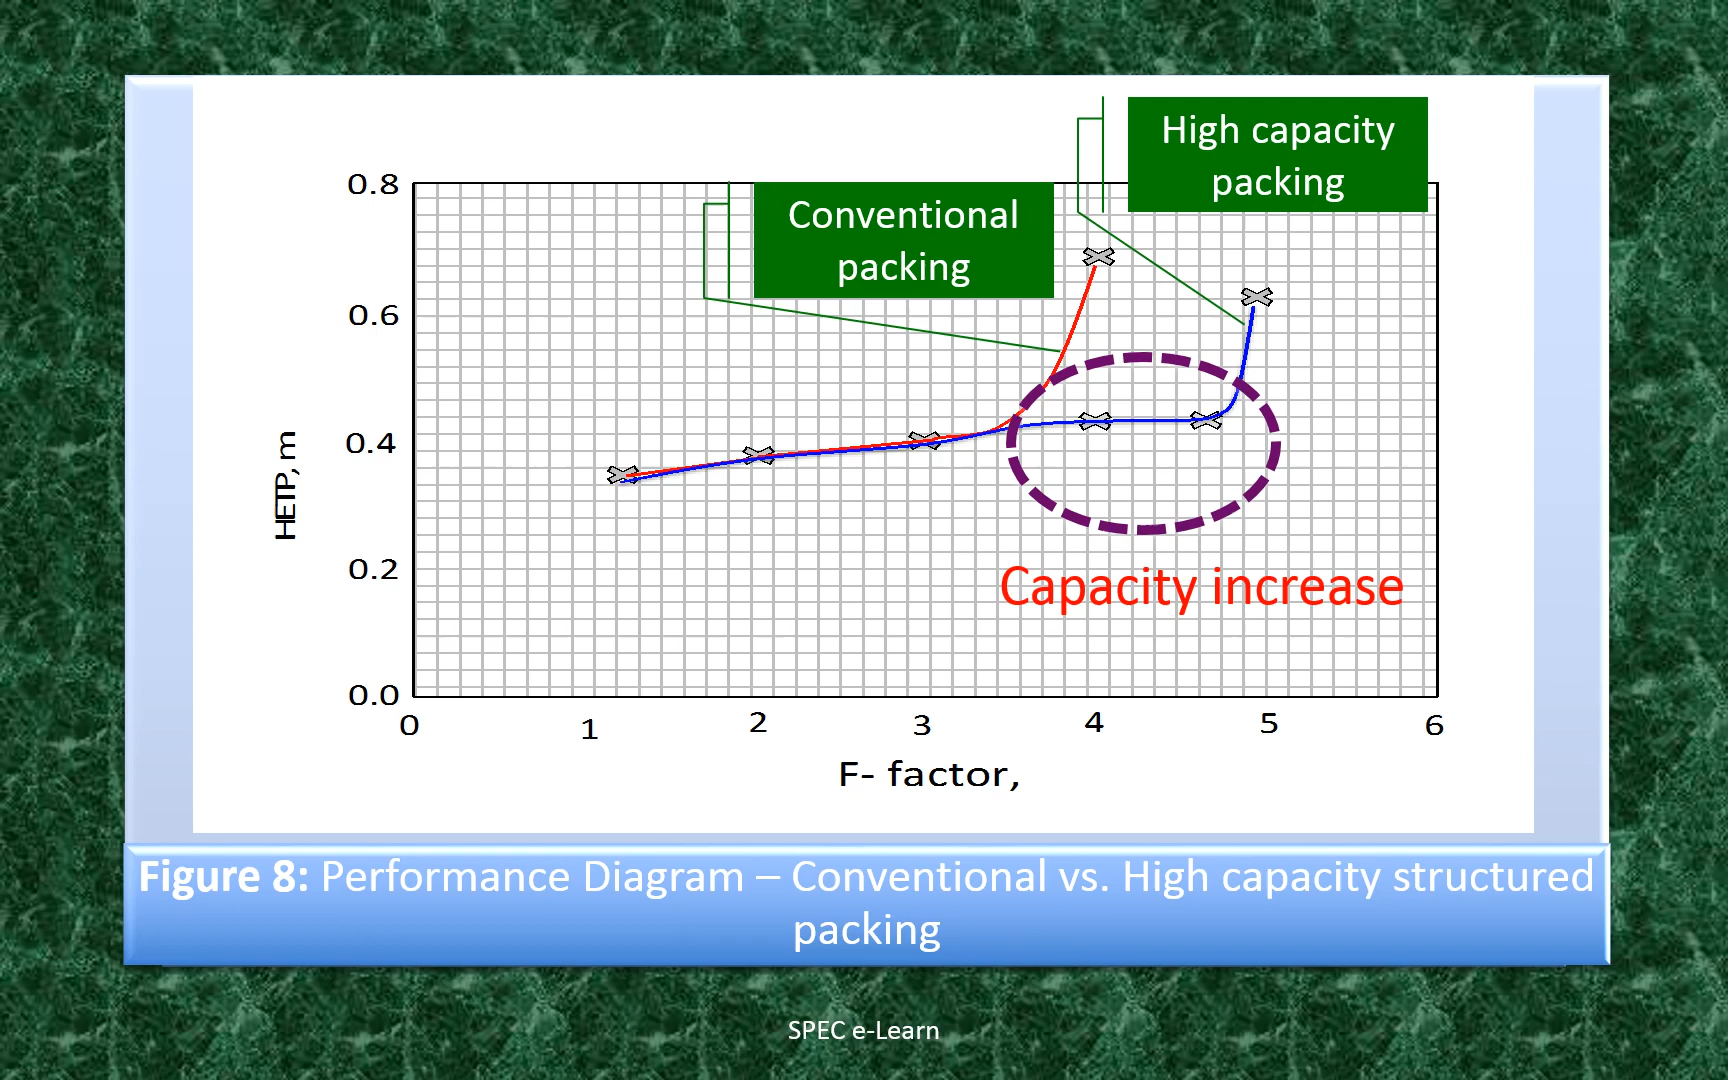 High capacity
packing
Conventional
packing
0.8
0.6
0.4
0.2
0.0
HETP, m
0 1 2 3 4 5 6
F- factor,
Capacity increase
Figure 8: Performance Diagram – Conventional vs. High capacity structured
packing
SPEC e-Learn